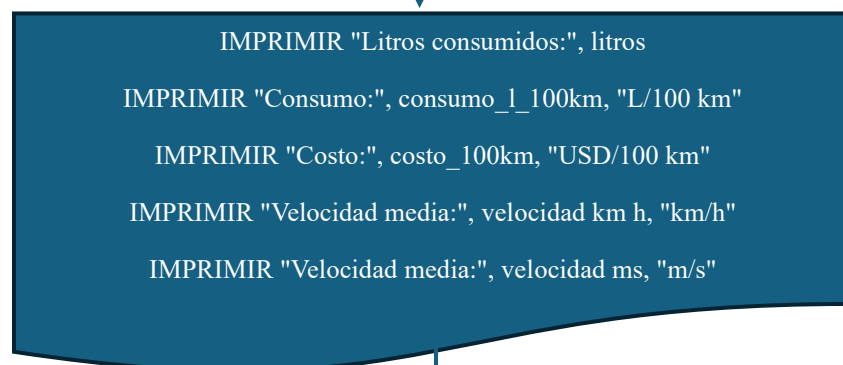 IMPRIMIR "Litros consumidos:", litros
IMPRIMIR "Consumo:", consumo_l_100km, "L/100 km"
IMPRIMIR "Costo:", costo_100km, "USD/100 km"
IMPRIMIR "Velocidad media:", velocidad km h, "km/h"
IMPRIMIR "Velocidad media:", velocidad ms, "m/s"